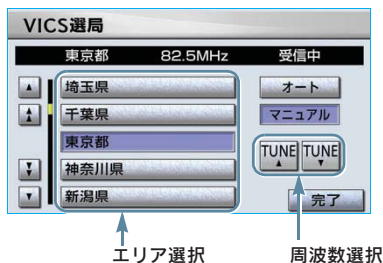 VICS選局
東京都 82.5MHz 受信中
埼玉県
オート
千葉県
マニュアル
東京都
TUNE TUNE
神奈川県
新潟県
完了
エリア選択 周波数選択